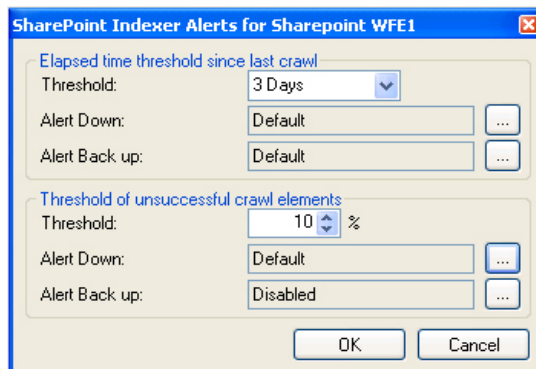 SharePoint Indexer Alerts for Sharepoint WFE1
Elapsed time threshold since last crawl
Threshold: 3 Days
Alert Down: Default ...
Alert Back up: Default ...
Threshold of unsuccessful crawl elements
Threshold: 10 %
Alert Down: Default ...
Alert Back up: Disabled ...
OK Cancel